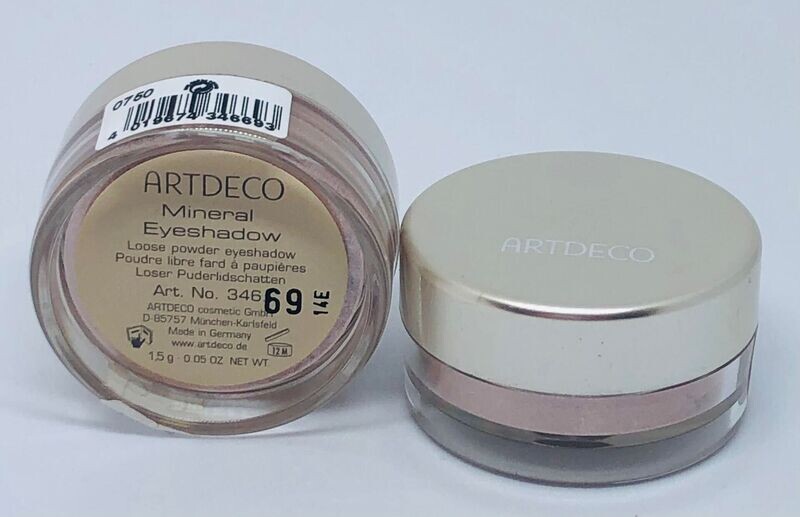 0750
4 019674 346693
ARTDECO
Mineral
Eyeshadow
Loose powder eyeshadow
Poudre libre fard à paupières
Loser Puderlidschatten
Art. No. 346.69
14E
ARTDECO cosmetic GmbH
D-85757 München-Karlsfeld
Made in Germany
www.artdeco.de
12 M
1,5 g - 0.05 OZ NET WT
ARTDECO